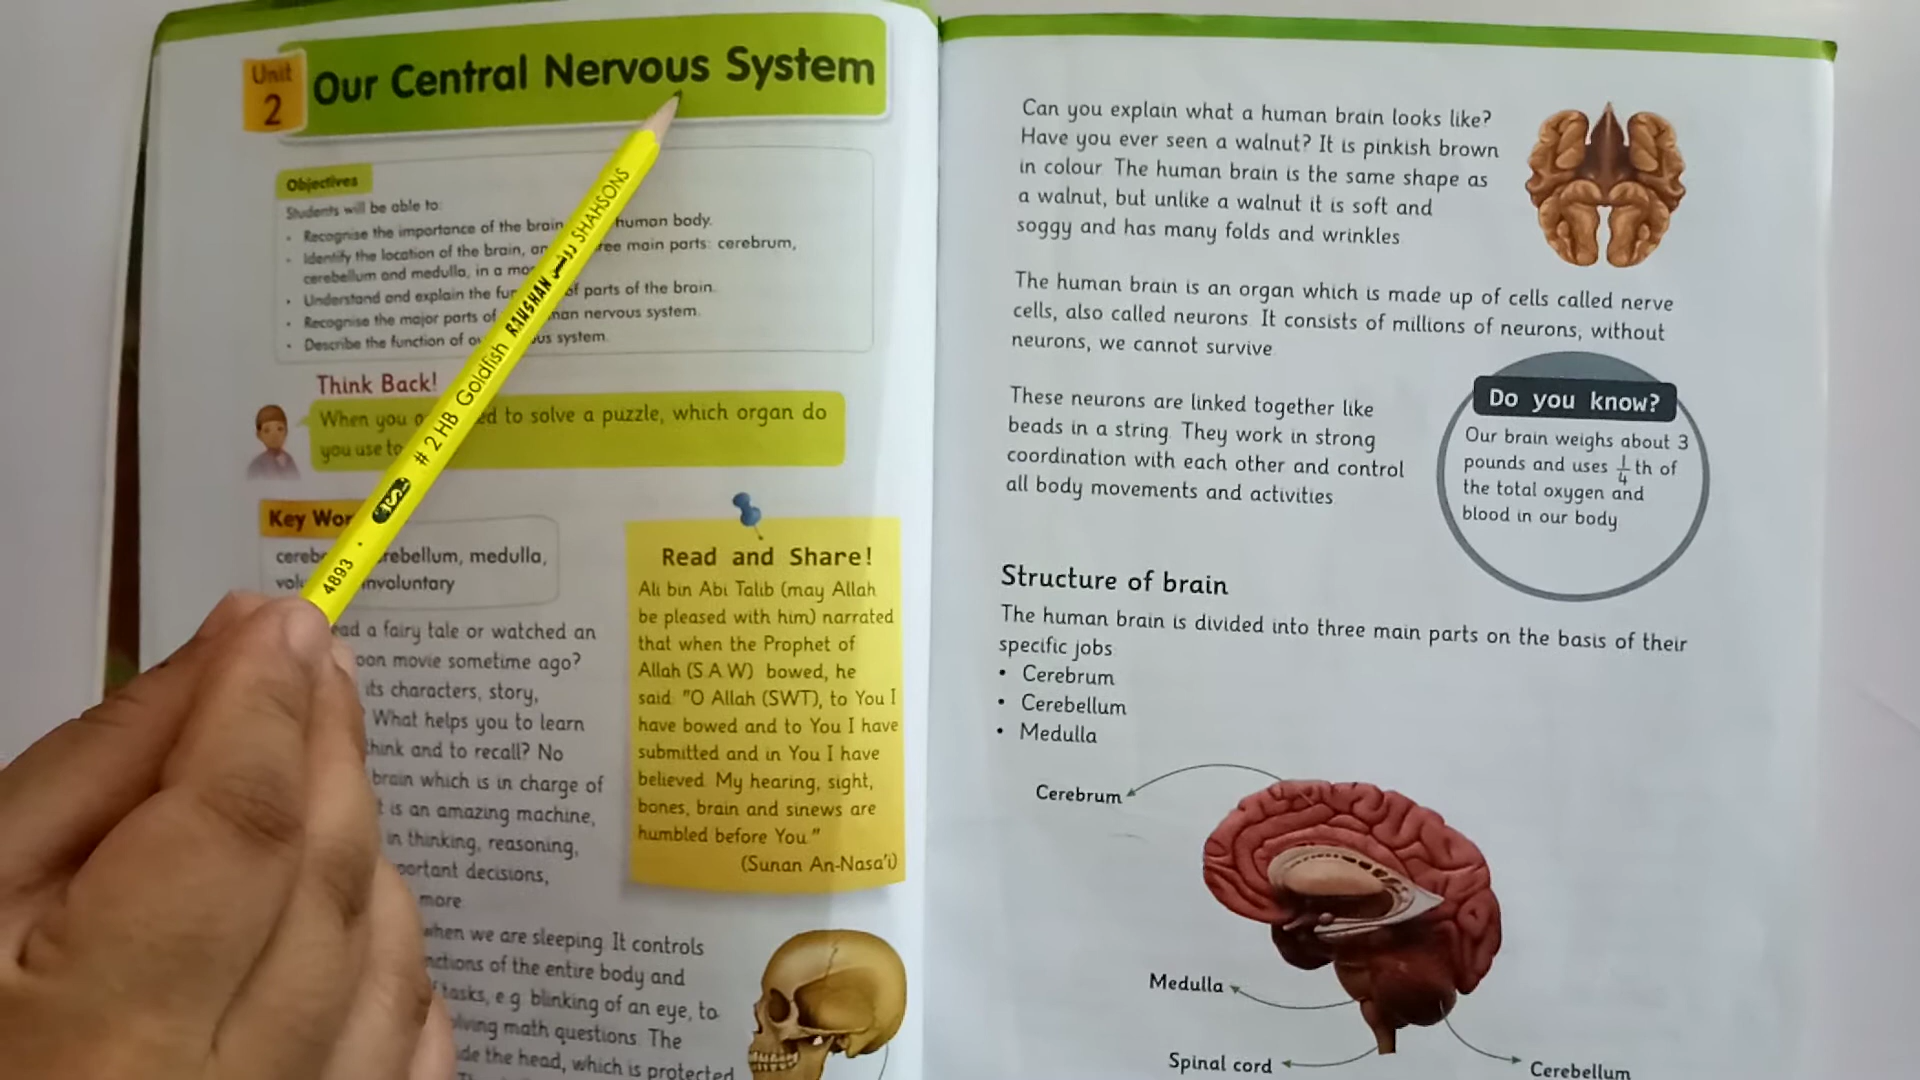 Unit
2
Our Central Nervous System
Objectives
Students will be able to:
• Recognise the importance of the brain human body.
• Identify the location of the brain, three main parts: cerebrum,
cerebellum and medulla, in a
• Understand and explain the of parts of the brain.
• Recognise the major parts of nervous system.
• Describe the function of system.
Think Back!
When you to solve a puzzle, which organ do
you use to
Key
cerebellum, medulla,
involuntary
a fairy tale or watched an
movie sometime ago?
its characters, story,
What helps you to learn
think and to recall? No
brain which is in charge of
is an amazing machine,
in thinking, reasoning,
important decisions,
more.
when we are sleeping. It controls
of the entire body and
tasks, e.g. blinking of an eye, to
math questions. The
the head, which is protected
Read and Share!
Ali bin Abi Talib (may Allah
be pleased with him) narrated
that when the Prophet of
Allah (S.A.W) bowed, he
said: "O Allah (SWT), to You I
have bowed and to You I have
submitted and in You I have
believed. My hearing, sight,
bones, brain and sinews are
humbled before You."
(Sunan An-Nasa'i)
4893 • # 2 HB Goldfish RAWSHAN روشن SHAHSONS
Can you explain what a human brain looks like?
Have you ever seen a walnut? It is pinkish brown
in colour. The human brain is the same shape as
a walnut, but unlike a walnut it is soft and
soggy and has many folds and wrinkles.
The human brain is an organ which is made up of cells called nerve
cells, also called neurons. It consists of millions of neurons, without
neurons, we cannot survive.
These neurons are linked together like
beads in a string. They work in strong
coordination with each other and control
all body movements and activities.
Do you know?
Our brain weighs about 3
pounds and uses 1/4 th of
the total oxygen and
blood in our body.
Structure of brain
The human brain is divided into three main parts on the basis of their
specific jobs:
• Cerebrum
• Cerebellum
• Medulla
Cerebrum
Medulla
Spinal cord
Cerebellum